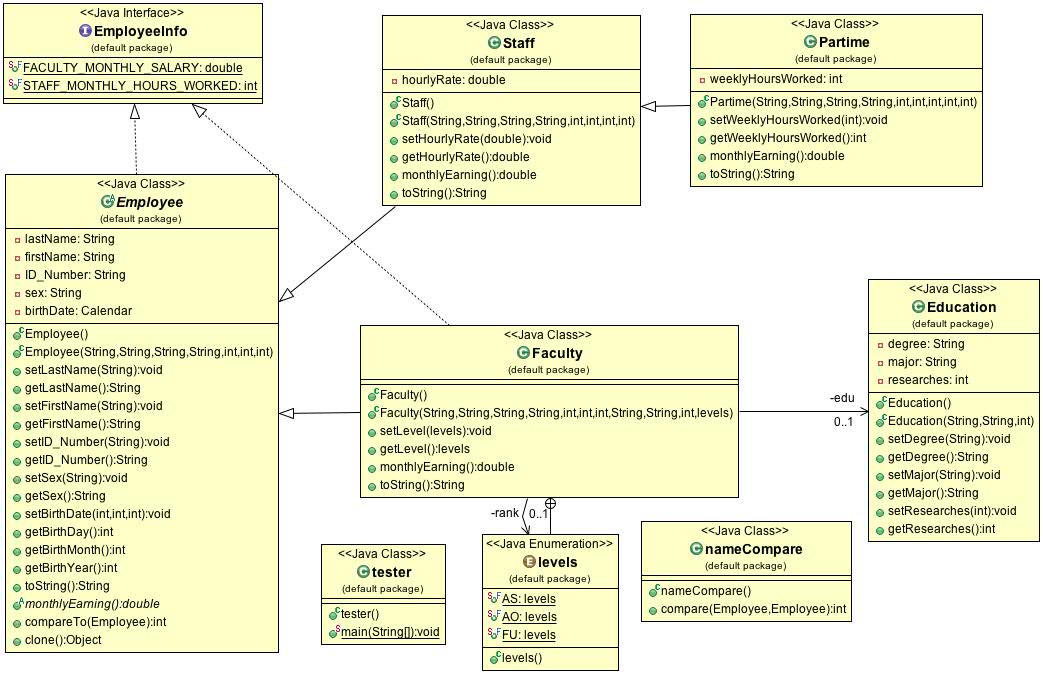 <<Java Interface>>
EmployeeInfo
(default package)
FACULTY_MONTHLY_SALARY: double
STAFF_MONTHLY_HOURS_WORKED: int
<<Java Class>>
Staff
(default package)
hourlyRate: double
Staff()
Staff(String,String,String,String,int,int,int,int)
setHourlyRate(double):void
getHourlyRate():double
monthlyEarning():double
toString():String
<<Java Class>>
Partime
(default package)
weeklyHoursWorked: int
Partime(String,String,String,String,int,int,int,int,int)
setWeeklyHoursWorked(int):void
getWeeklyHoursWorked():int
monthlyEarning():double
toString():String
<<Java Class>>
Employee
(default package)
lastName: String
firstName: String
ID_Number: String
sex: String
birthDate: Calendar
Employee()
Employee(String,String,String,String,int,int,int)
setLastName(String):void
getLastName():String
setFirstName(String):void
getFirstName():String
setID_Number(String):void
getID_Number():String
setSex(String):void
getSex():String
setBirthDate(int,int,int):void
getBirthDay():int
getBirthMonth():int
getBirthYear():int
toString():String
monthlyEarning():double
compareTo(Employee):int
clone():Object
<<Java Class>>
Faculty
(default package)
Faculty()
Faculty(String,String,String,String,int,int,int,String,String,int,levels)
setLevel(levels):void
getLevel():levels
monthlyEarning():double
toString():String
-edu
0..1
<<Java Class>>
Education
(default package)
degree: String
major: String
researches: int
Education()
Education(String,String,int)
setDegree(String):void
getDegree():String
setMajor(String):void
getMajor():String
setResearches(int):void
getResearches():int
-rank
0..1
<<Java Class>>
tester
(default package)
tester()
main(String[]):void
<<Java Enumeration>>
levels
(default package)
AS: levels
AO: levels
FU: levels
levels()
<<Java Class>>
nameCompare
(default package)
nameCompare()
compare(Employee,Employee):int